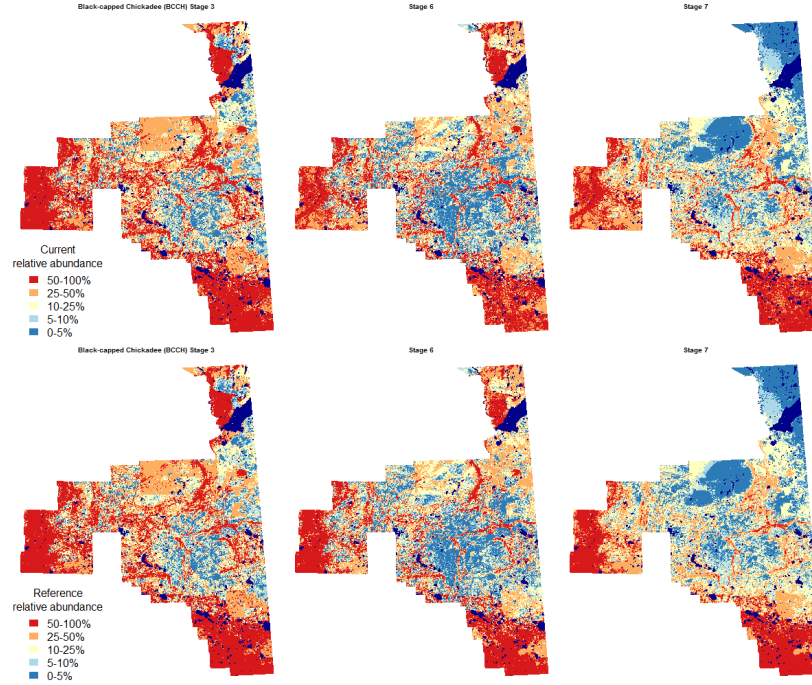 Black-capped Chickadee (BCCH) Stage 3
Stage 6
Stage 7
Current
relative abundance
50-100%
25-50%
10-25%
5-10%
0-5%
Black-capped Chickadee (BCCH) Stage 3
Stage 6
Stage 7
Reference
relative abundance
50-100%
25-50%
10-25%
5-10%
0-5%